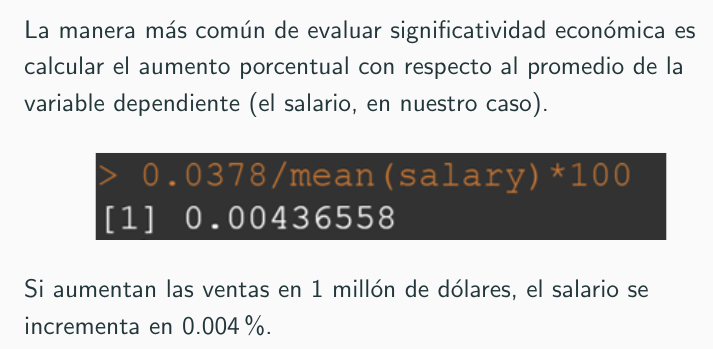 La manera más común de evaluar significatividad económica es
calcular el aumento porcentual con respecto al promedio de la
variable dependiente (el salario, en nuestro caso).
> 0.0378/mean(salary)*100
[1] 0.00436558
Si aumentan las ventas en 1 millón de dólares, el salario se
incrementa en 0.004 %.